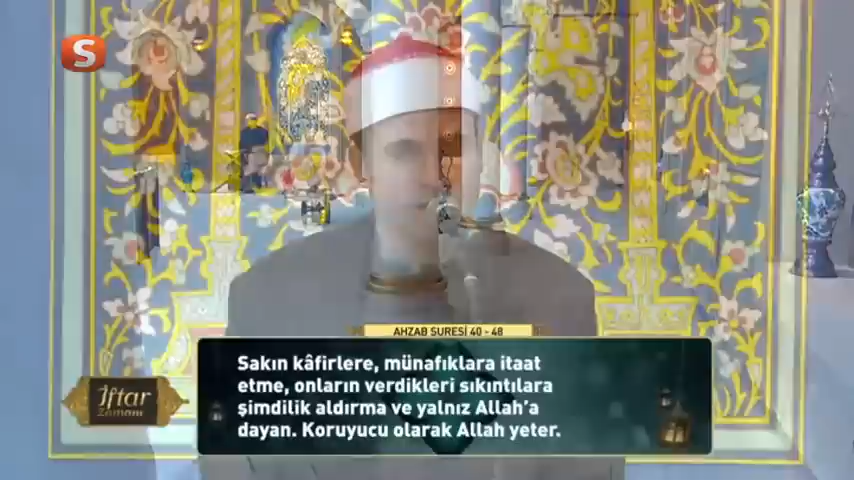 S
AHZAB SURESİ 40 - 48
Sakın kâfirlere, münafıklara itaat
etme, onların verdikleri sıkıntılara
şimdilik aldırma ve yalnız Allah'a
dayan. Koruyucu olarak Allah yeter.
İftar
Zamanı